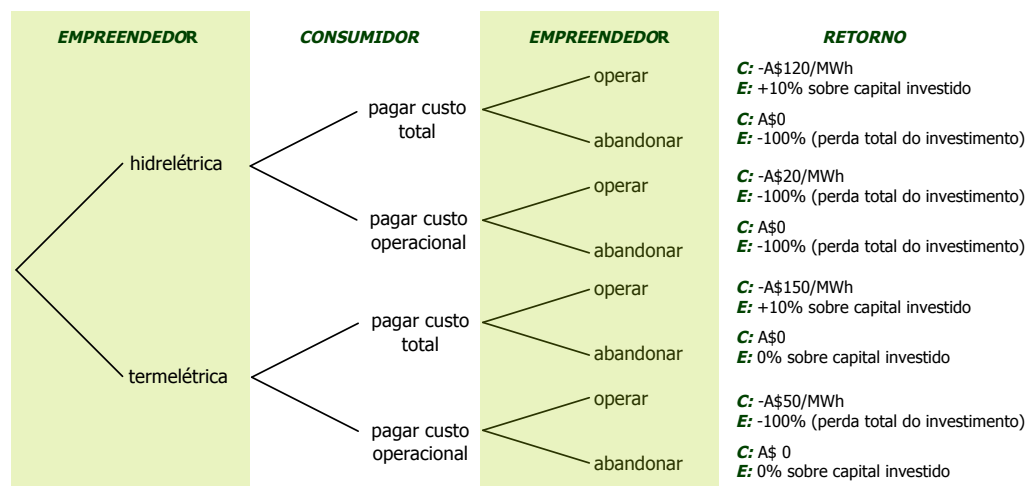 EMPREENDEDOR CONSUMIDOR EMPREENDEDOR RETORNO
operar
C: -A$120/MWh
E: +10% sobre capital investido
pagar custo
total
abandonar
C: A$0
E: -100% (perda total do investimento)
hidrelétrica
operar
C: -A$20/MWh
E: -100% (perda total do investimento)
pagar custo
operacional
abandonar
C: A$0
E: -100% (perda total do investimento)
operar
C: -A$150/MWh
E: +10% sobre capital investido
pagar custo
total
abandonar
C: A$0
E: 0% sobre capital investido
termelétrica
operar
C: -A$50/MWh
E: -100% (perda total do investimento)
pagar custo
operacional
abandonar
C: A$ 0
E: 0% sobre capital investido